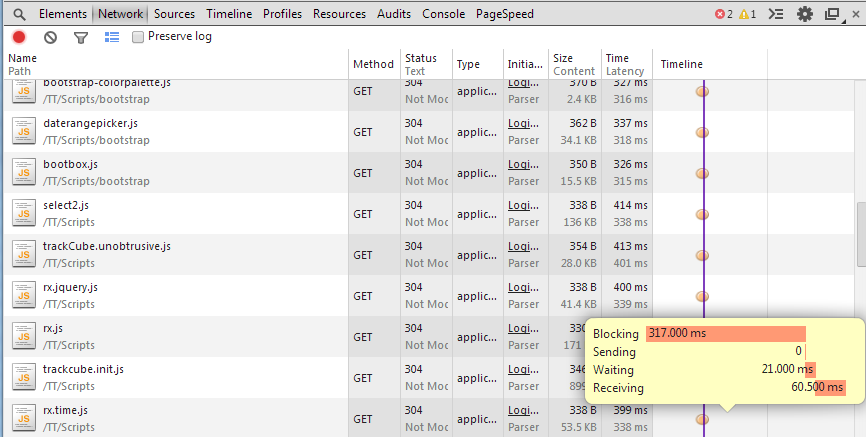 Elements Network Sources Timeline Profiles Resources Audits Cookies Console PageSpeed 2 1
Preserve log
Name Path Method Status Text Type Initia... Size Content Time Latency Timeline
bootstrap-colorpalette.js /TT/Scripts/bootstrap GET 304 Not Moc applic... Logi... Parser 370 B 2.4 KB 327 ms 316 ms
daterangepicker.js /TT/Scripts/bootstrap GET 304 Not Moc applic... Logi... Parser 362 B 34.1 KB 337 ms 318 ms
bootbox.js /TT/Scripts/bootstrap GET 304 Not Moc applic... Logi... Parser 350 B 15.5 KB 326 ms 315 ms
select2.js /TT/Scripts GET 304 Not Moc applic... Logi... Parser 338 B 136 KB 414 ms 338 ms
trackCube.unobtrusive.js /TT/Scripts GET 304 Not Moc applic... Logi... Parser 354 B 28.0 KB 413 ms 401 ms
rx.jquery.js /TT/Scripts GET 304 Not Moc applic... Logi... Parser 338 B 41.4 KB 400 ms 339 ms
rx.js /TT/Scripts GET 304 Not Moc applic... Logi... Parser 330 171
trackcube.init.js /TT/Scripts GET 304 Not Moc applic... Logi... Parser 346 899
rx.time.js /TT/Scripts GET 304 Not Moc applic... Logi... Parser 338 B 53.5 KB 399 ms 338 ms
Blocking 317.000 ms
Sending 0
Waiting 21.000 ms
Receiving 60.500 ms